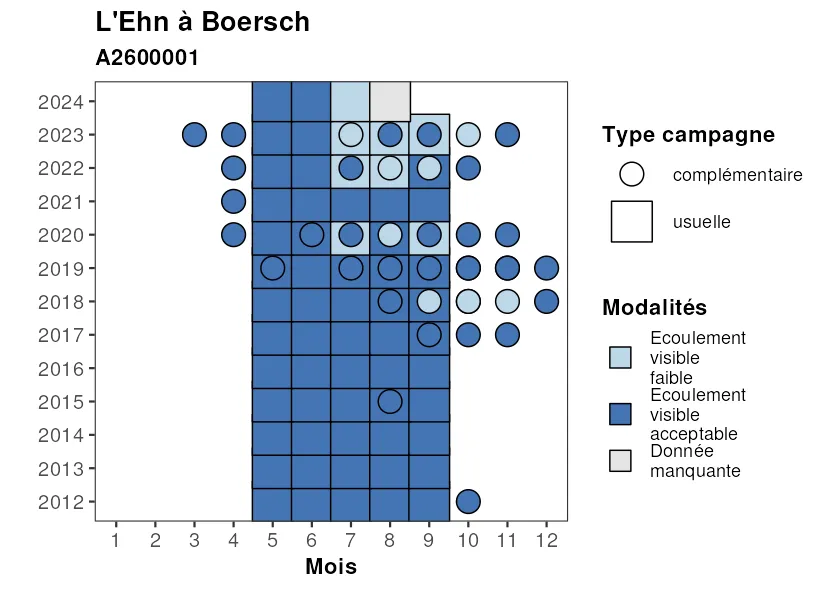 L'Ehn à Boersch
A2600001
2024
2023
2022
2021
2020
2019
2018
2017
2016
2015
2014
2013
2012
1 2 3 4 5 6 7 8 9 10 11 12
Mois
Type campagne
complémentaire
usuelle
Modalités
Ecoulement
visible
faible
Ecoulement
visible
acceptable
Donnée
manquante